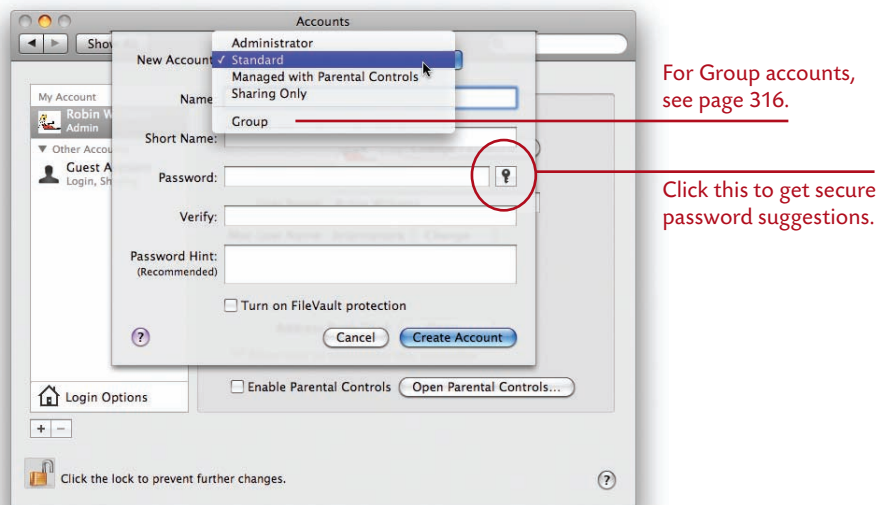 Accounts
Show
New Account
Administrator
✓ Standard
Managed with Parental Controls
Sharing Only
Group
For Group accounts,
see page 316.
My Account
Robin
Admin
Other
Guest
Login,
Name
Short Name:
Password:
Click this to get secure
password suggestions.
Verify:
Password Hint:
(Recommended)
Turn on FileVault protection
?
Cancel
Create Account
Enable Parental Controls
Open Parental Controls...
Login Options
+ −
Click the lock to prevent further changes.
?